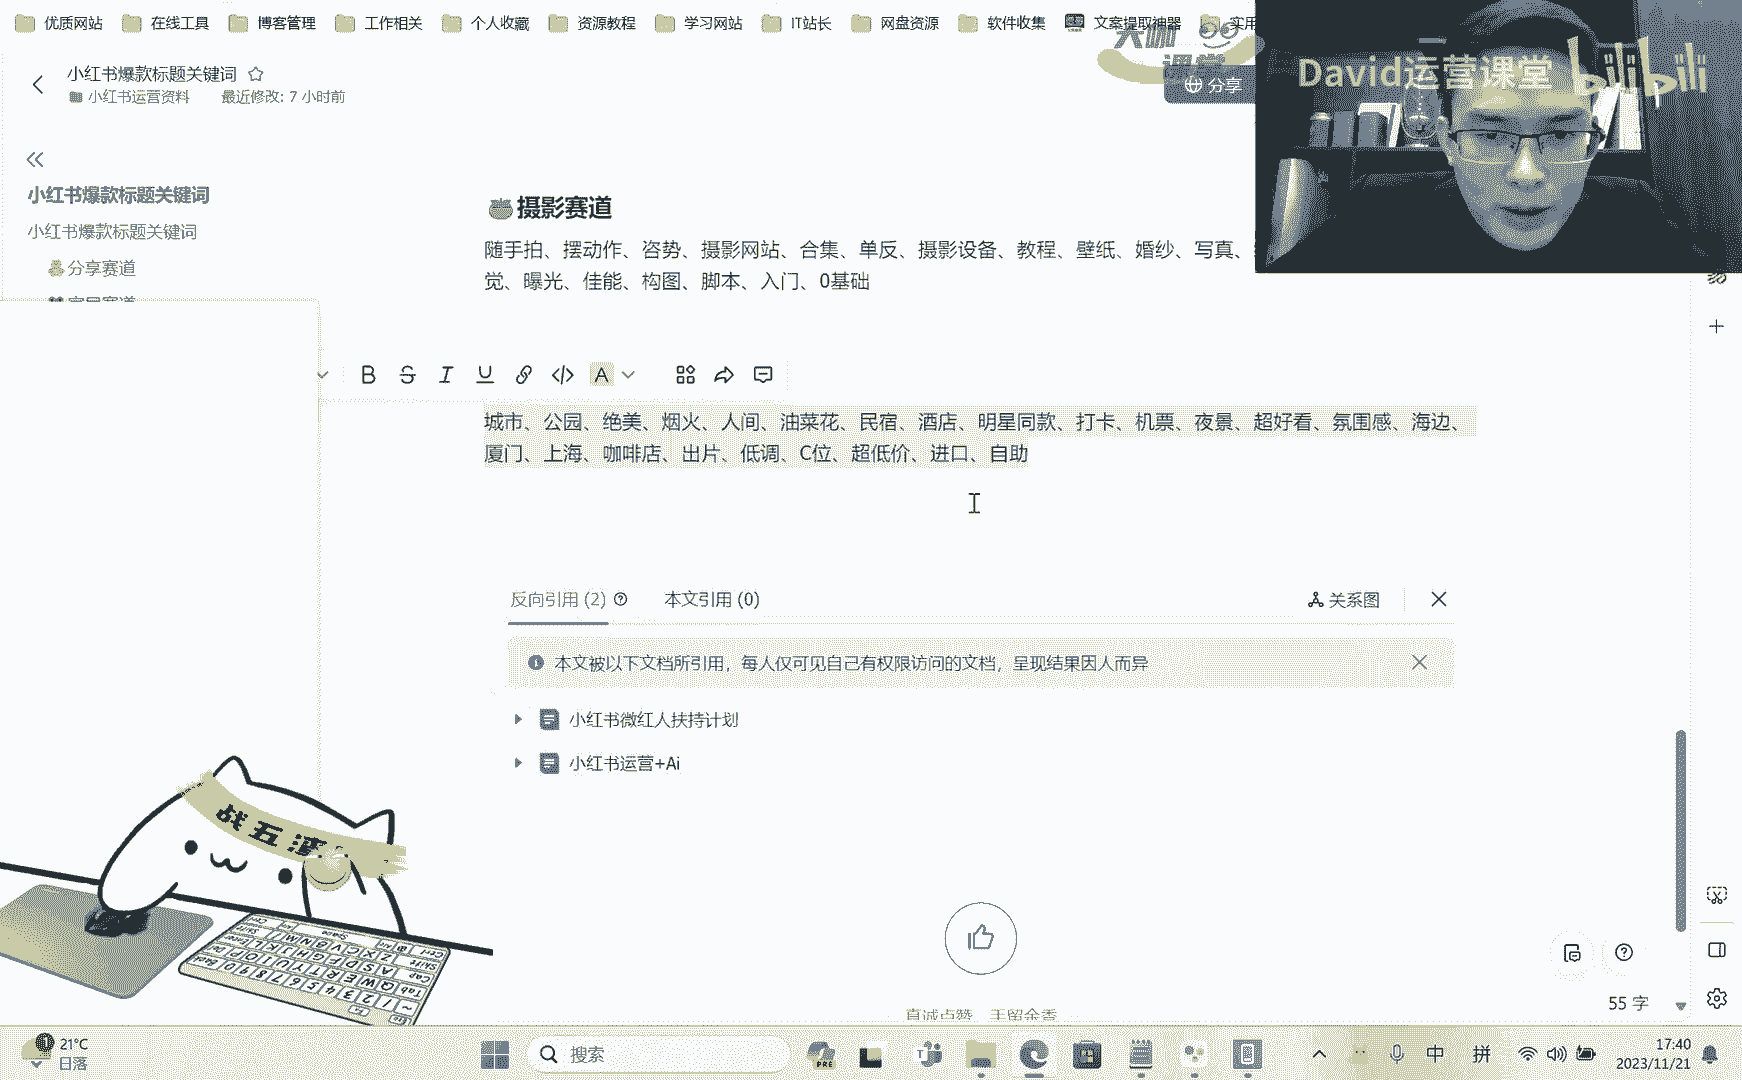 优质网站 在线工具 博客管理 工作相关 个人收藏 资源教程 学习网站 IT站长 网盘资源 软件收集 文案提取神器 实用
大咖
课堂
小红书爆款标题关键词
小红书运营资料 最近修改: 7 小时前
分享
David运营课堂 bilibili
小红书爆款标题关键词
小红书爆款标题关键词
分享赛道
摄影赛道
随手拍、摆动作、咨势、摄影网站、合集、单反、摄影设备、教程、壁纸、婚纱、写真、
觉、曝光、佳能、构图、脚本、入门、0基础
B S I U A
城市、公园、绝美、烟火、人间、油菜花、民宿、酒店、明星同款、打卡、机票、夜景、超好看、氛围感、海边、
厦门、上海、咖啡店、出片、低调、C位、超低价、进口、自助
反向引用 (2) 本文引用 (0) 关系图
本文被以下文档所引用，每人仅可见自己有权限访问的文档，呈现结果因人而异
小红书微红人扶持计划
小红书运营+Ai
战五渣
55 字
真诚点赞
21°C
日落
搜索
PRE
中 拼
17:40
2023/11/21